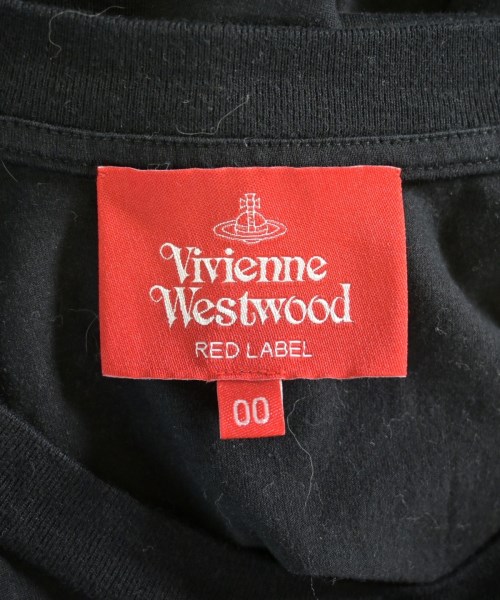 Vivienne
Westwood
RED LABEL
00